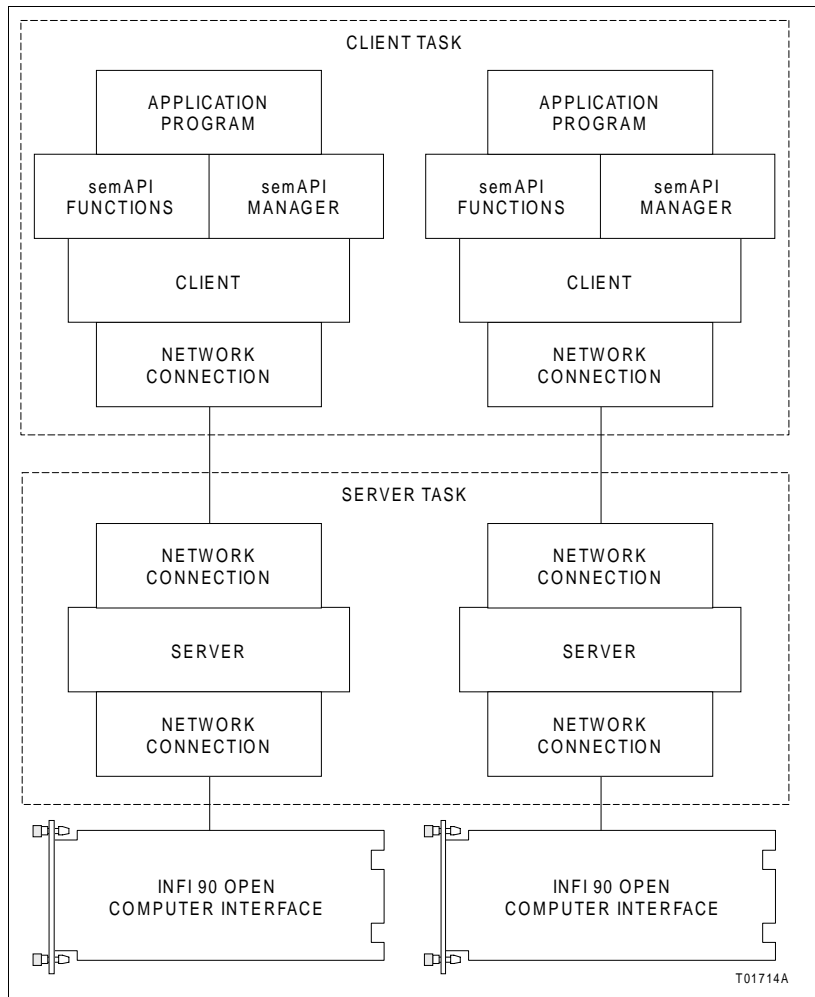 CLIENT TASK
APPLICATION
PROGRAM
semAPI
FUNCTIONS
semAPI
MANAGER
CLIENT
NETWORK
CONNECTION
APPLICATION
PROGRAM
semAPI
FUNCTIONS
semAPI
MANAGER
CLIENT
NETWORK
CONNECTION
SERVER TASK
NETWORK
CONNECTION
SERVER
NETWORK
CONNECTION
NETWORK
CONNECTION
SERVER
NETWORK
CONNECTION
INFI 90 OPEN
COMPUTER INTERFACE
INFI 90 OPEN
COMPUTER INTERFACE
T01714A